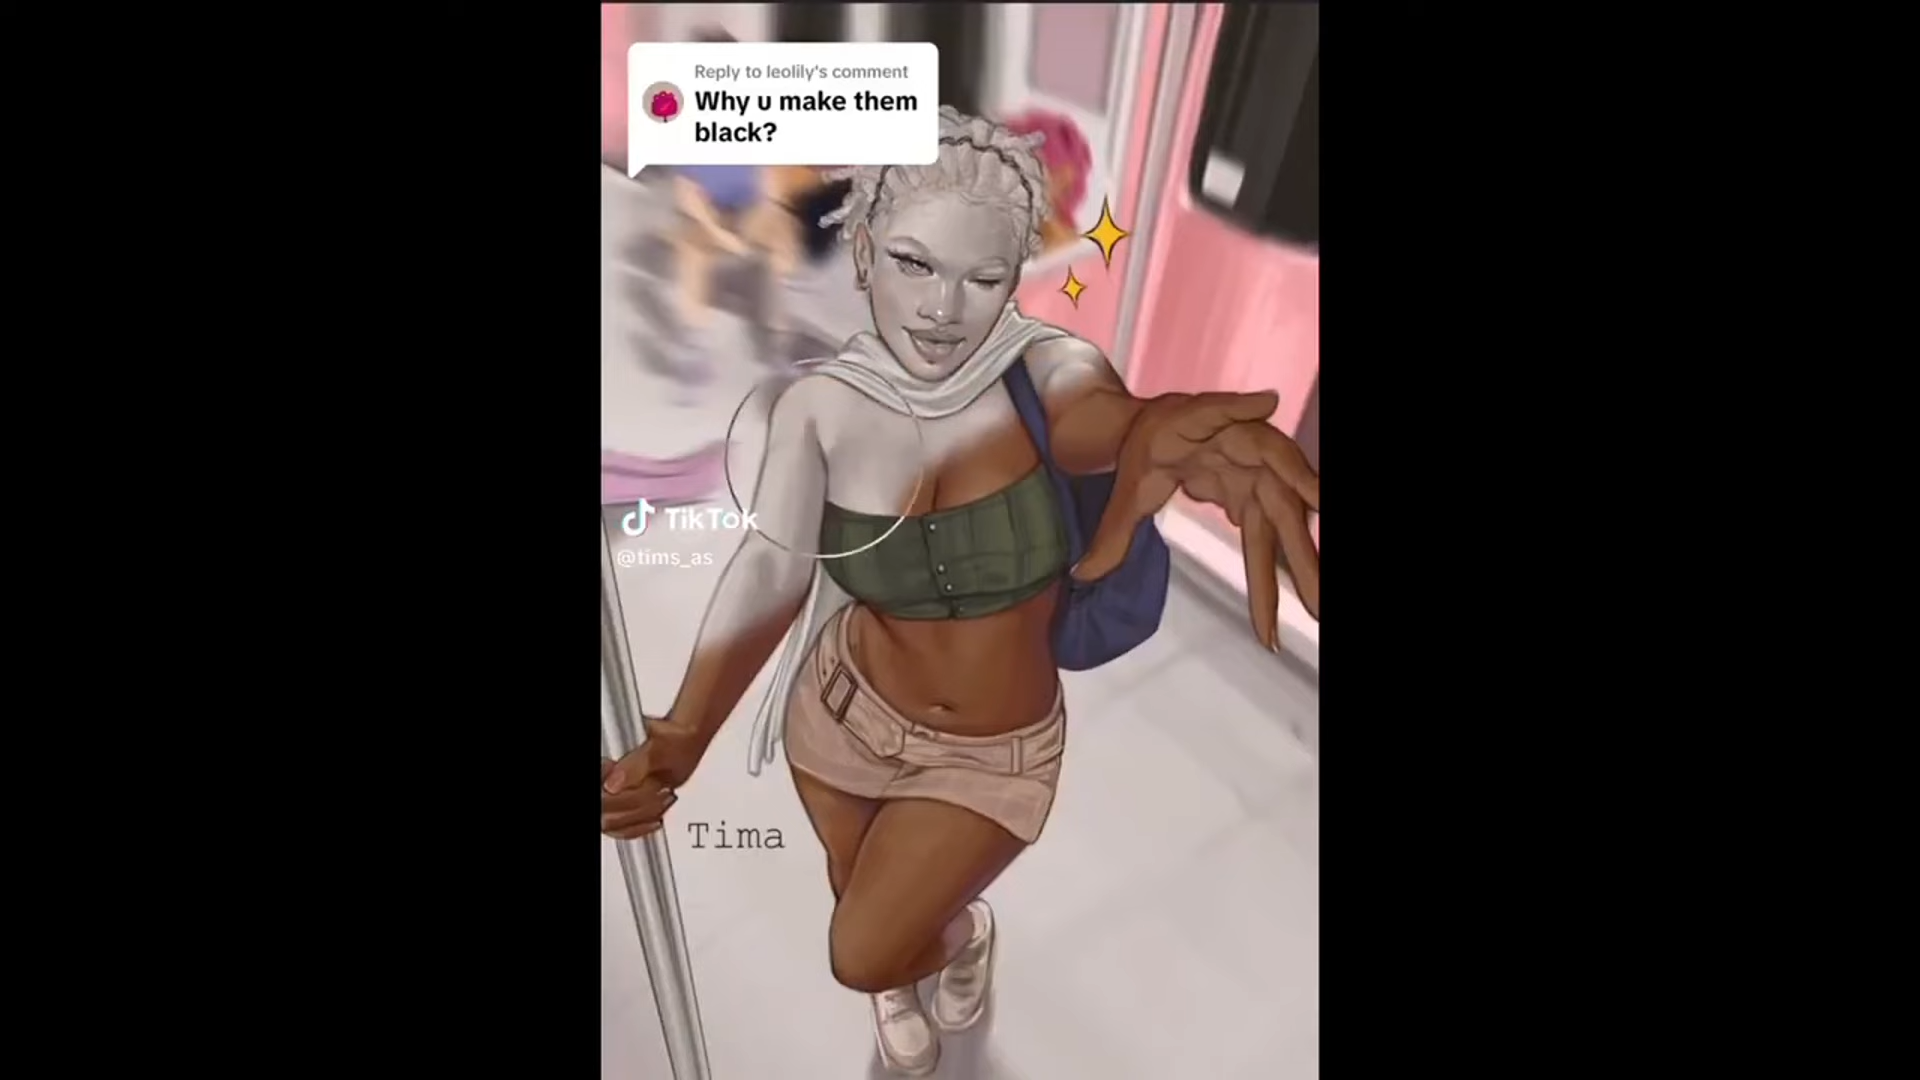 Reply to leolily's comment
Why u make them
black?
TikTok
@tims_as
Tima